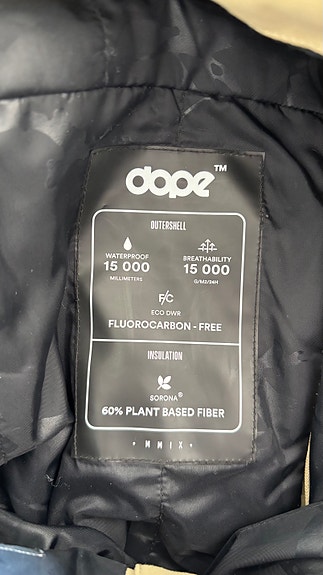 dope™
OUTERSHELL
WATERPROOF
15 000
MILLIMETERS
BREATHABILITY
15 000
G/M2/24H
F/C
ECO DWR
FLUOROCARBON - FREE
INSULATION
SORONA®
60% PLANT BASED FIBER
• MMIX •